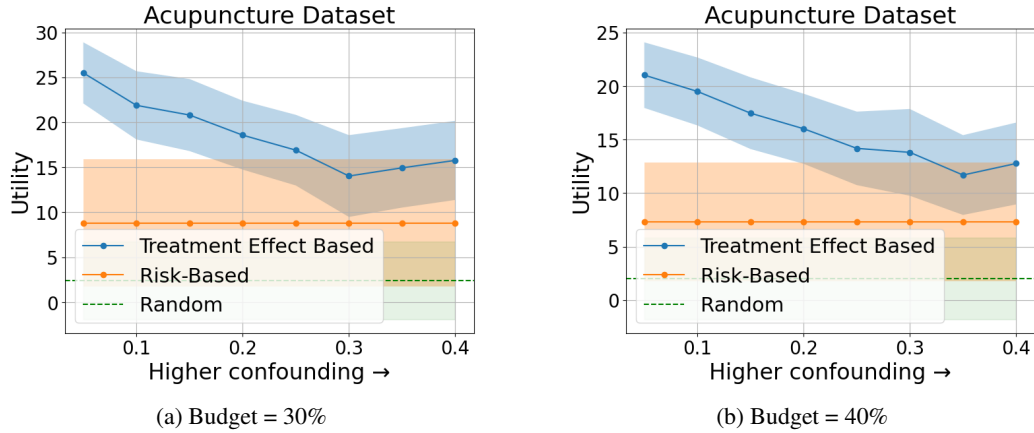 Acupuncture Dataset
30
25
20
15
10
5
0
Utility
Treatment Effect Based
Risk-Based
Random
0.1 0.2 0.3 0.4
Higher confounding →
(a) Budget = 30%
Acupuncture Dataset
25
20
15
10
5
0
Utility
Treatment Effect Based
Risk-Based
Random
0.1 0.2 0.3 0.4
Higher confounding →
(b) Budget = 40%